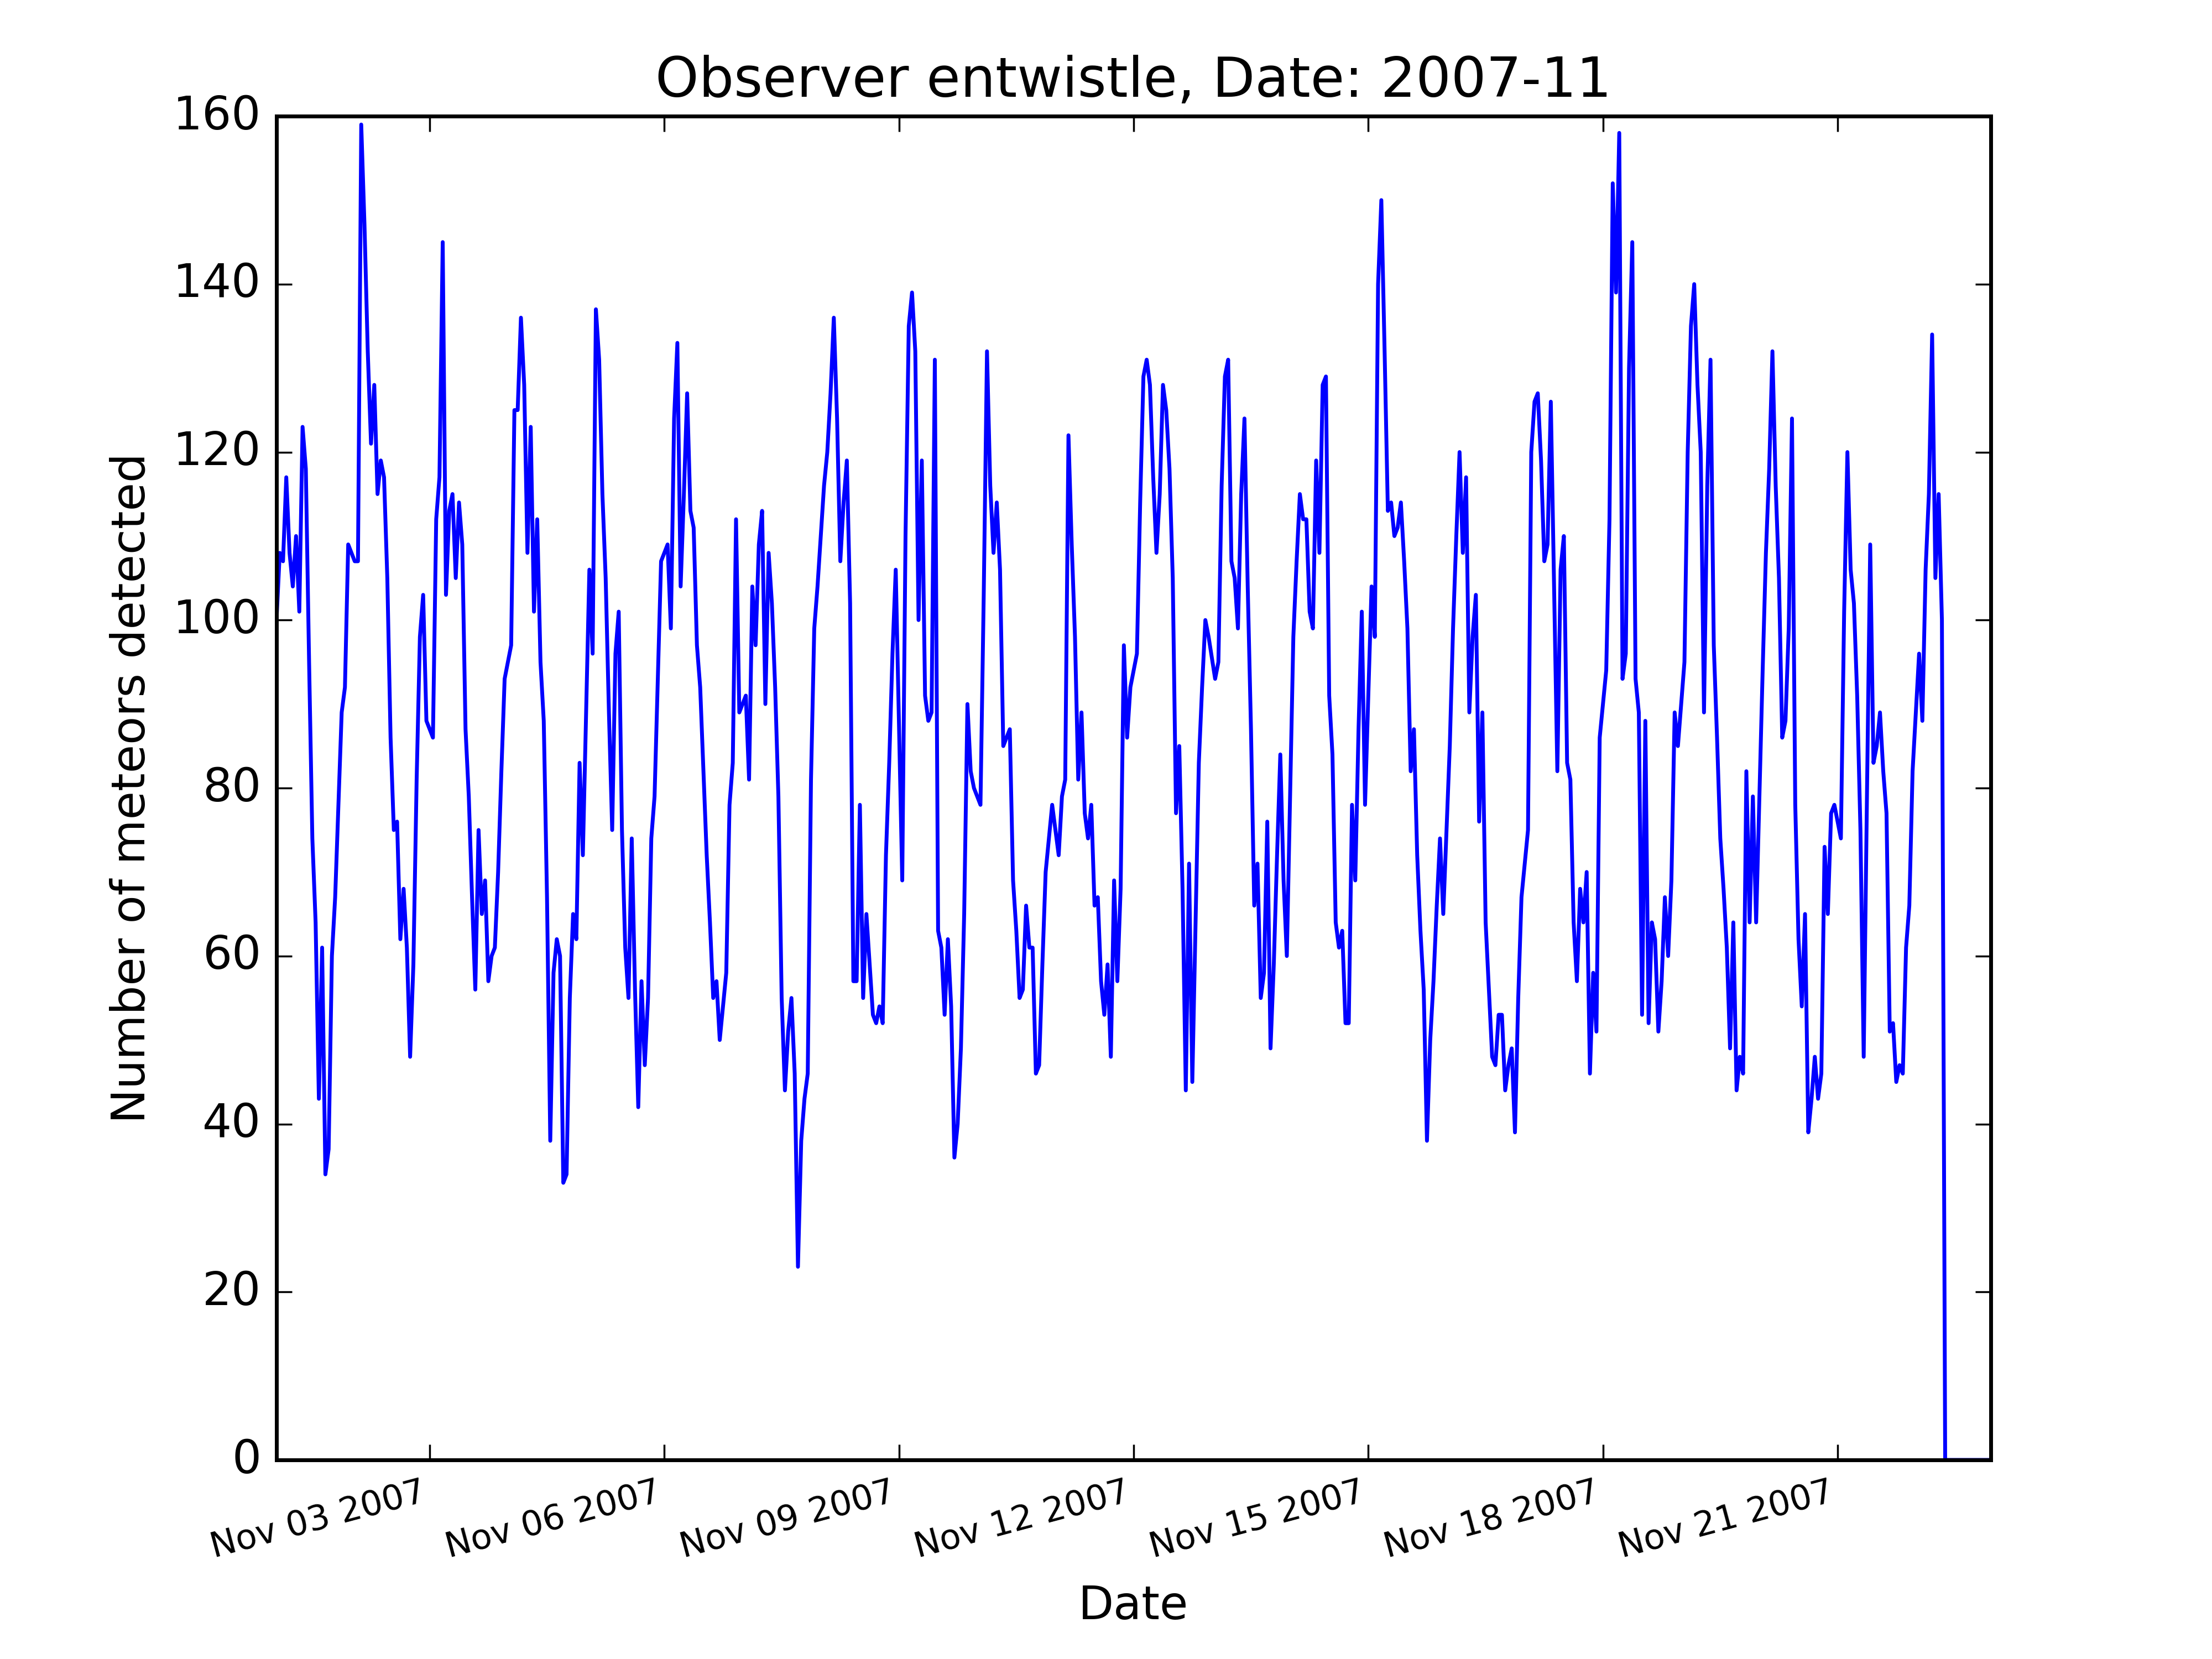 Observer entwistle, Date: 2007-11
160
140
120
100
80
60
40
20
0
Number of meteors detected
Nov 03 2007
Nov 06 2007
Nov 09 2007
Nov 12 2007
Nov 15 2007
Nov 18 2007
Nov 21 2007
Date